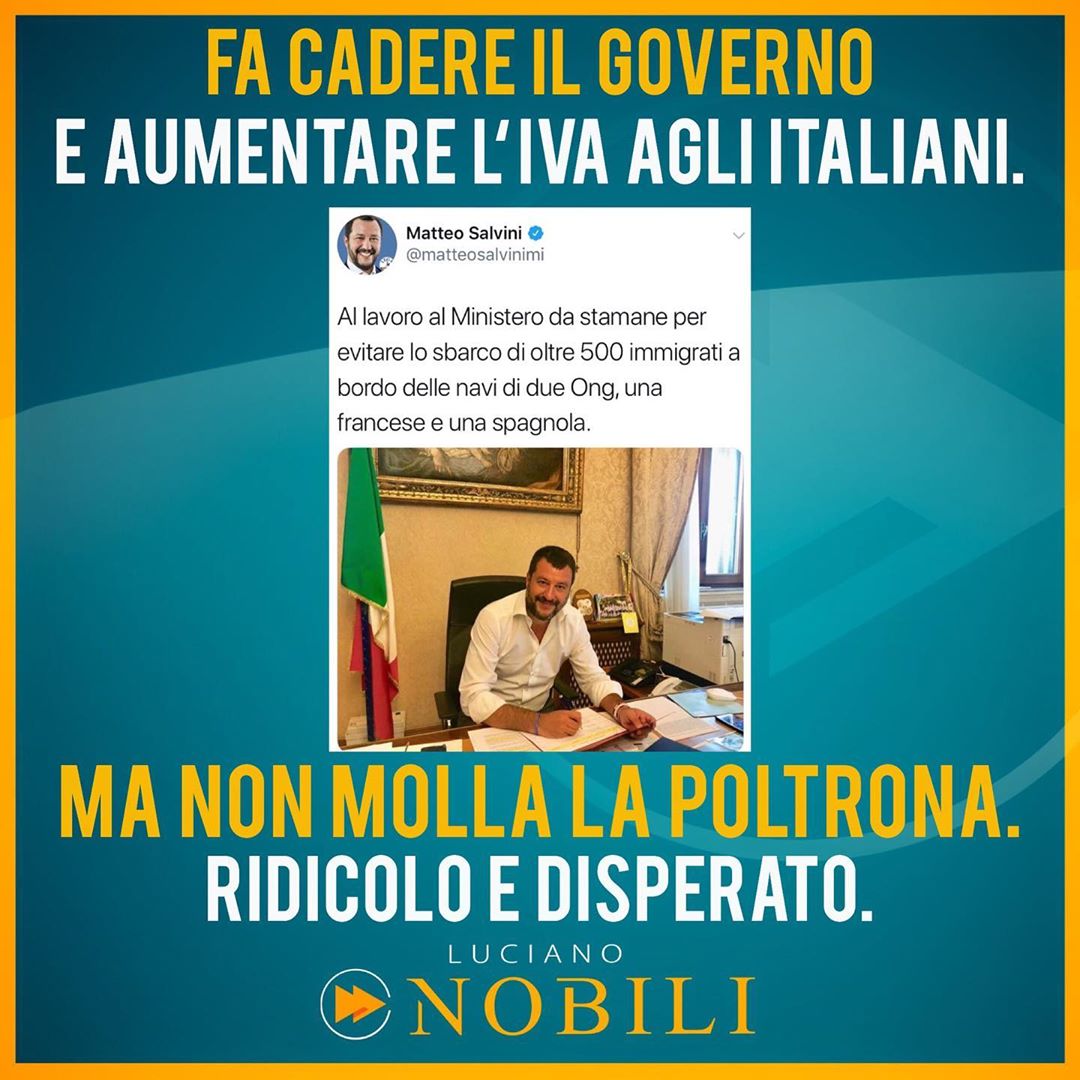 FA CADERE IL GOVERNO
E AUMENTARE L'IVA AGLI ITALIANI.
Matteo Salvini
@matteosalvinimi
Al lavoro al Ministero da stamane per
evitare lo sbarco di oltre 500 immigrati a
bordo delle navi di due Ong, una
francese e una spagnola.
MA NON MOLLA LA POLTRONA.
RIDICOLO E DISPERATO.
LUCIANO
NOBILI